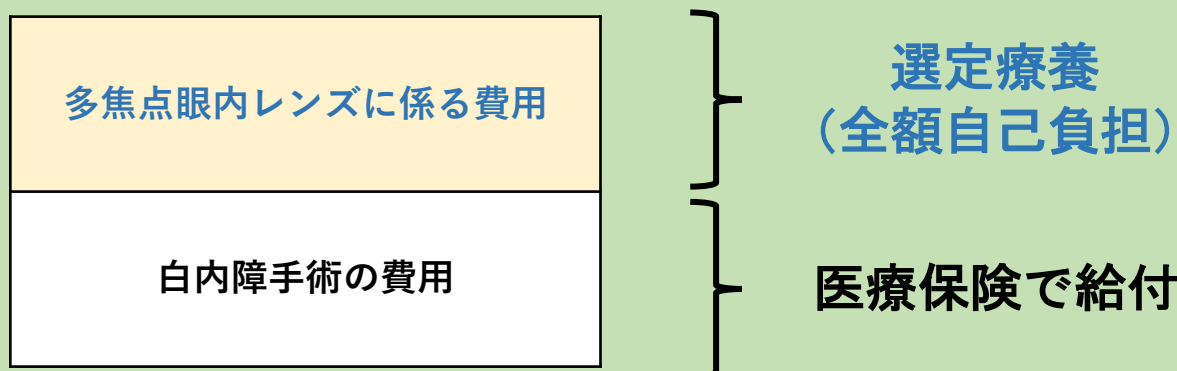 多焦点眼内レンズに係る費用
選定療養
（全額自己負担）
白内障手術の費用
医療保険で給付